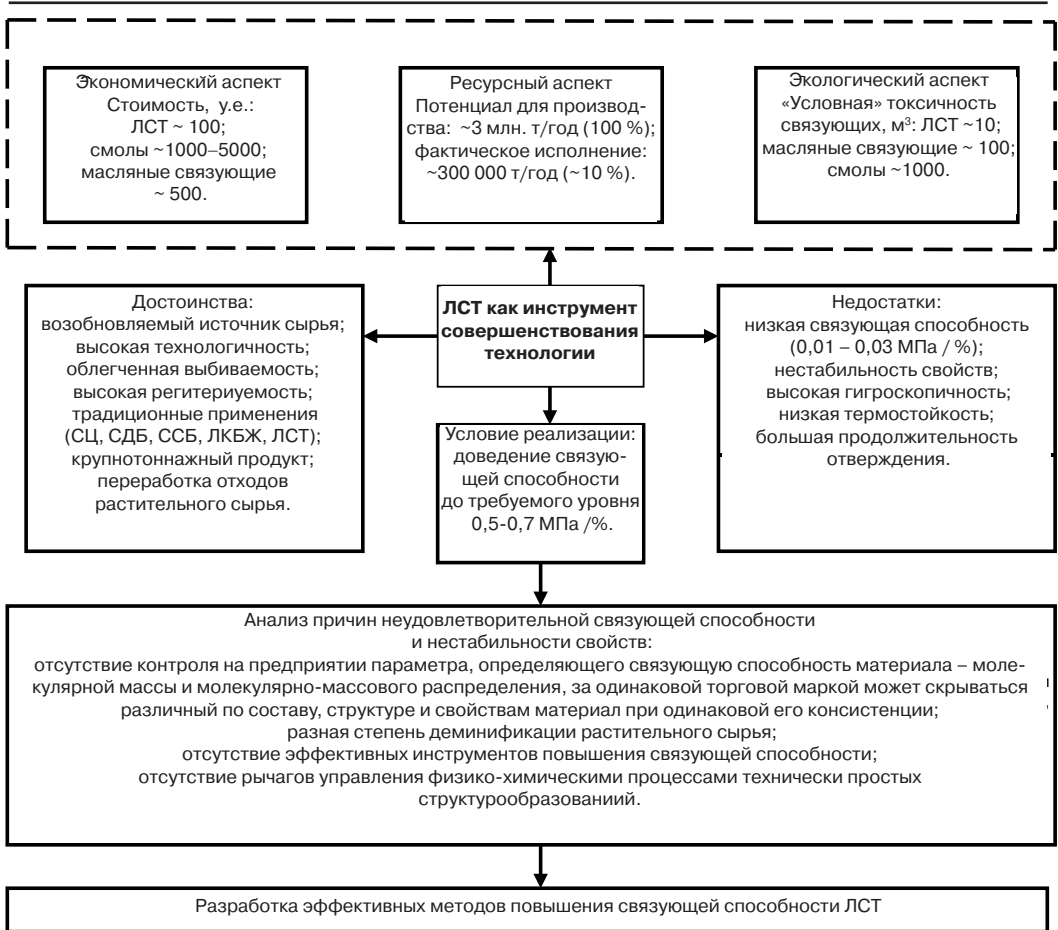 Экономический аспект
Стоимость, у.е.:
ЛСТ ~ 100;
смолы ~1000–5000;
масляные связующие
~ 500.
Ресурсный аспект
Потенциал для производ-
ства: ~3 млн. т/год (100 %);
фактическое исполнение:
~300 000 т/год (~10 %).
Экологический аспект
«Условная» токсичность
связующих, м³: ЛСТ ~10;
масляные связующие ~ 100;
смолы ~1000.
Достоинства:
возобновляемый источник сырья;
высокая технологичность;
облегченная выбиваемость;
высокая регитериуемость;
традиционные применения
(СЦ, СДБ, ССБ, ЛКБЖ, ЛСТ);
крупнотоннажный продукт;
переработка отходов
растительного сырья.
ЛСТ как инструмент
совершенствования
технологии
Недостатки:
низкая связующая способность
(0,01 – 0,03 МПа / %);
нестабильность свойств;
высокая гигроскопичность;
низкая термостойкость;
большая продолжительность
отверждения.
Условие реализации:
доведение связую-
щей способности
до требуемого уровня
0,5-0,7 МПа /%.
Анализ причин неудовлетворительной связующей способности
и нестабильности свойств:
отсутствие контроля на предприятии параметра, определяющего связующую способность материала – моле-
кулярной массы и молекулярно-массового распределения, за одинаковой торговой маркой может скрываться
различный по составу, структуре и свойствам материал при одинаковой его консистенции;
разная степень деминификации растительного сырья;
отсутствие эффективных инструментов повышения связующей способности;
отсутствие рычагов управления физико-химическими процессами технически простых
структурообразованиий.
Разработка эффективных методов повышения связующей способности ЛСТ